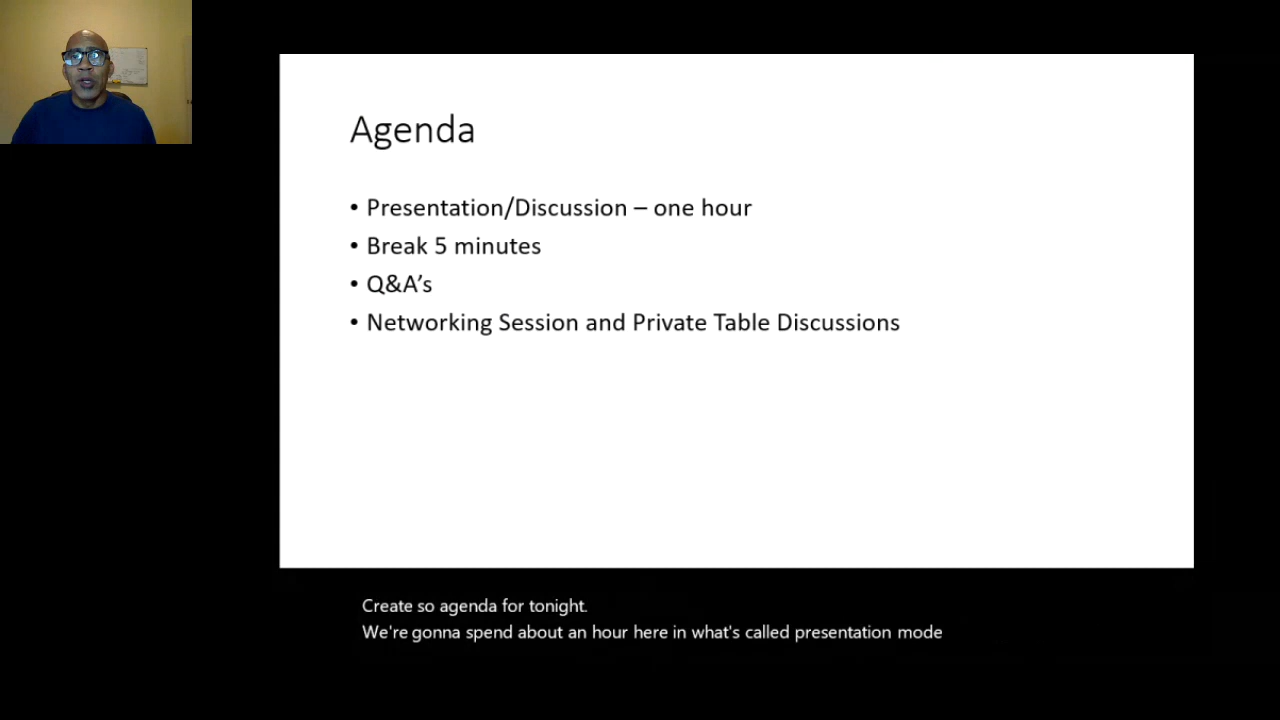 Agenda
• Presentation/Discussion – one hour
• Break 5 minutes
• Q&A’s
• Networking Session and Private Table Discussions
Create so agenda for tonight.
We're gonna spend about an hour here in what's called presentation mode